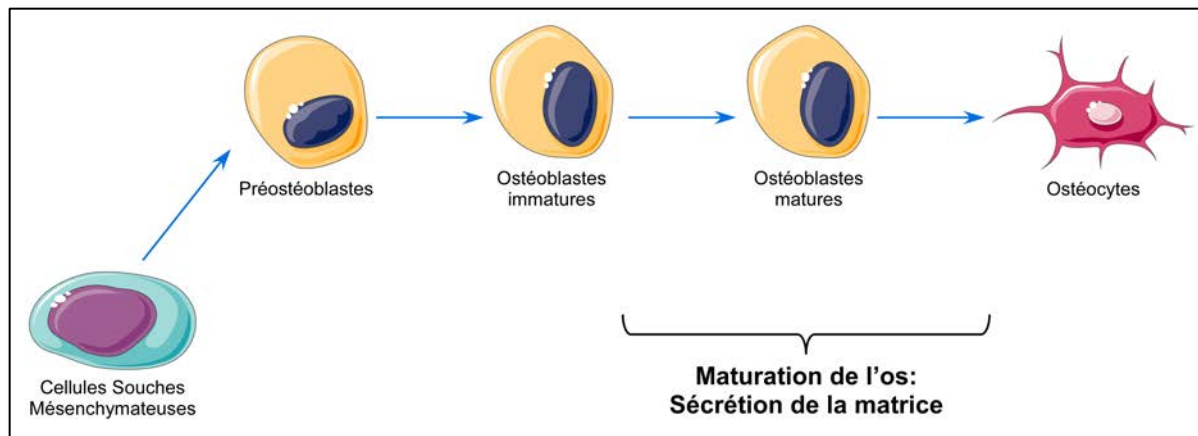 Préostéoblastes
Ostéoblastes
immatures
Ostéoblastes
matures
Ostéocytes
Cellules Souches
Mésenchymateuses
Maturation de l'os:
Sécrétion de la matrice